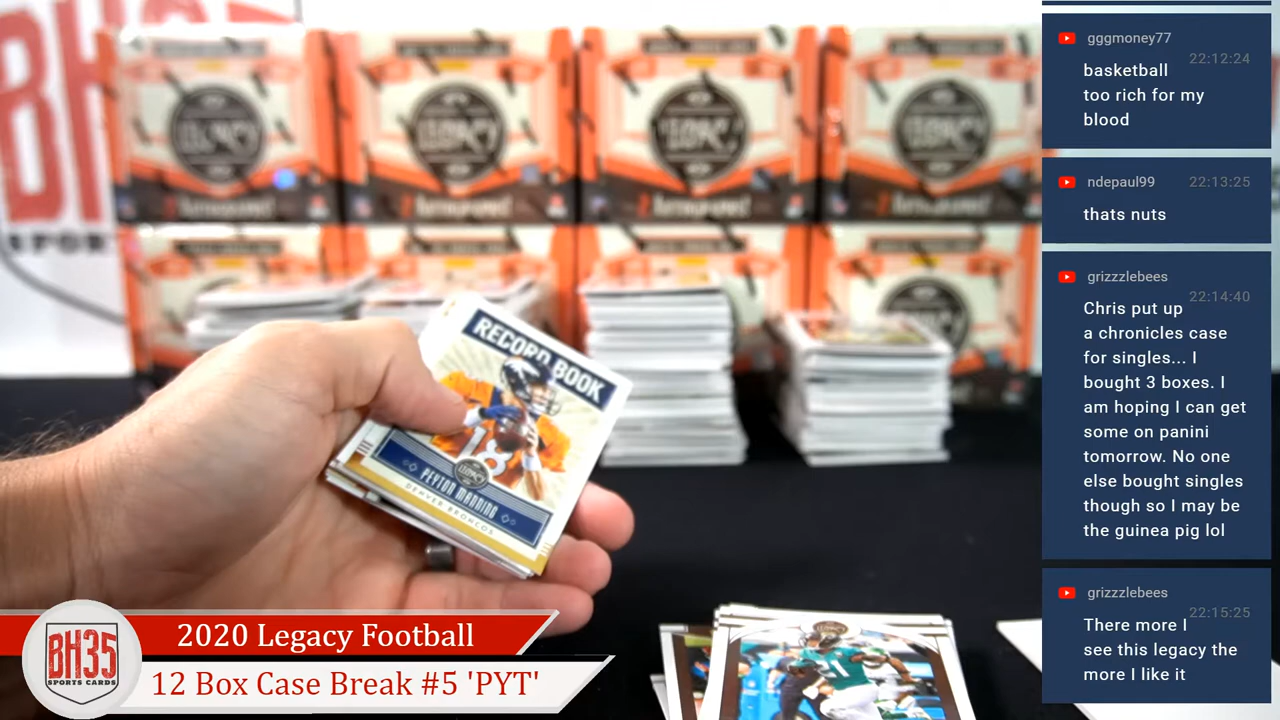 RECORD BOOK
18
PEYTON MANNING
DENVER BRONCOS
21
BH
SPOR
2020 Legacy Football
12 Box Case Break #5 'PYT'
BH35
SPORTS CARDS
gggmoney77
22:12:24
basketball
too rich for my
blood
ndepaul99 22:13:25
thats nuts
grizzzlebees
22:14:40
Chris put up
a chronicles case
for singles... I
bought 3 boxes. I
am hoping I can get
some on panini
tomorrow. No one
else bought singles
though so I may be
the guinea pig lol
grizzzlebees
22:15:25
There more I
see this legacy the
more I like it